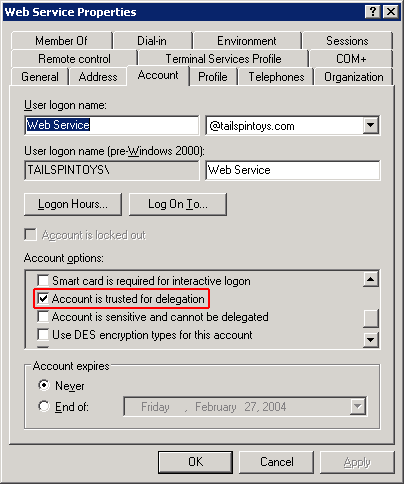 Web Service Properties
Member Of Dial-in Environment Sessions
Remote control Terminal Services Profile COM+
General Address Account Profile Telephones Organization
User logon name:
Web Service @tailspintoys.com
User logon name (pre-Windows 2000):
TAILSPINTOYS\ Web Service
Logon Hours... Log On To...
Account is locked out
Account options:
Smart card is required for interactive logon
Account is trusted for delegation
Account is sensitive and cannot be delegated
Use DES encryption types for this account
Account expires
Never
End of: Friday , February 27, 2004
OK Cancel Apply